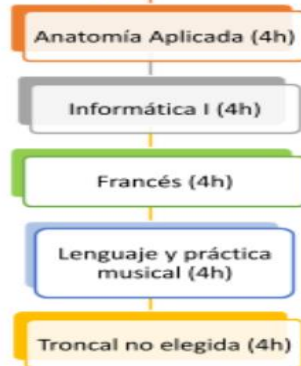 Anatomía Aplicada (4h)
Informática I (4h)
Francés (4h)
Lenguaje y práctica
musical (4h)
Troncal no elegida (4h)